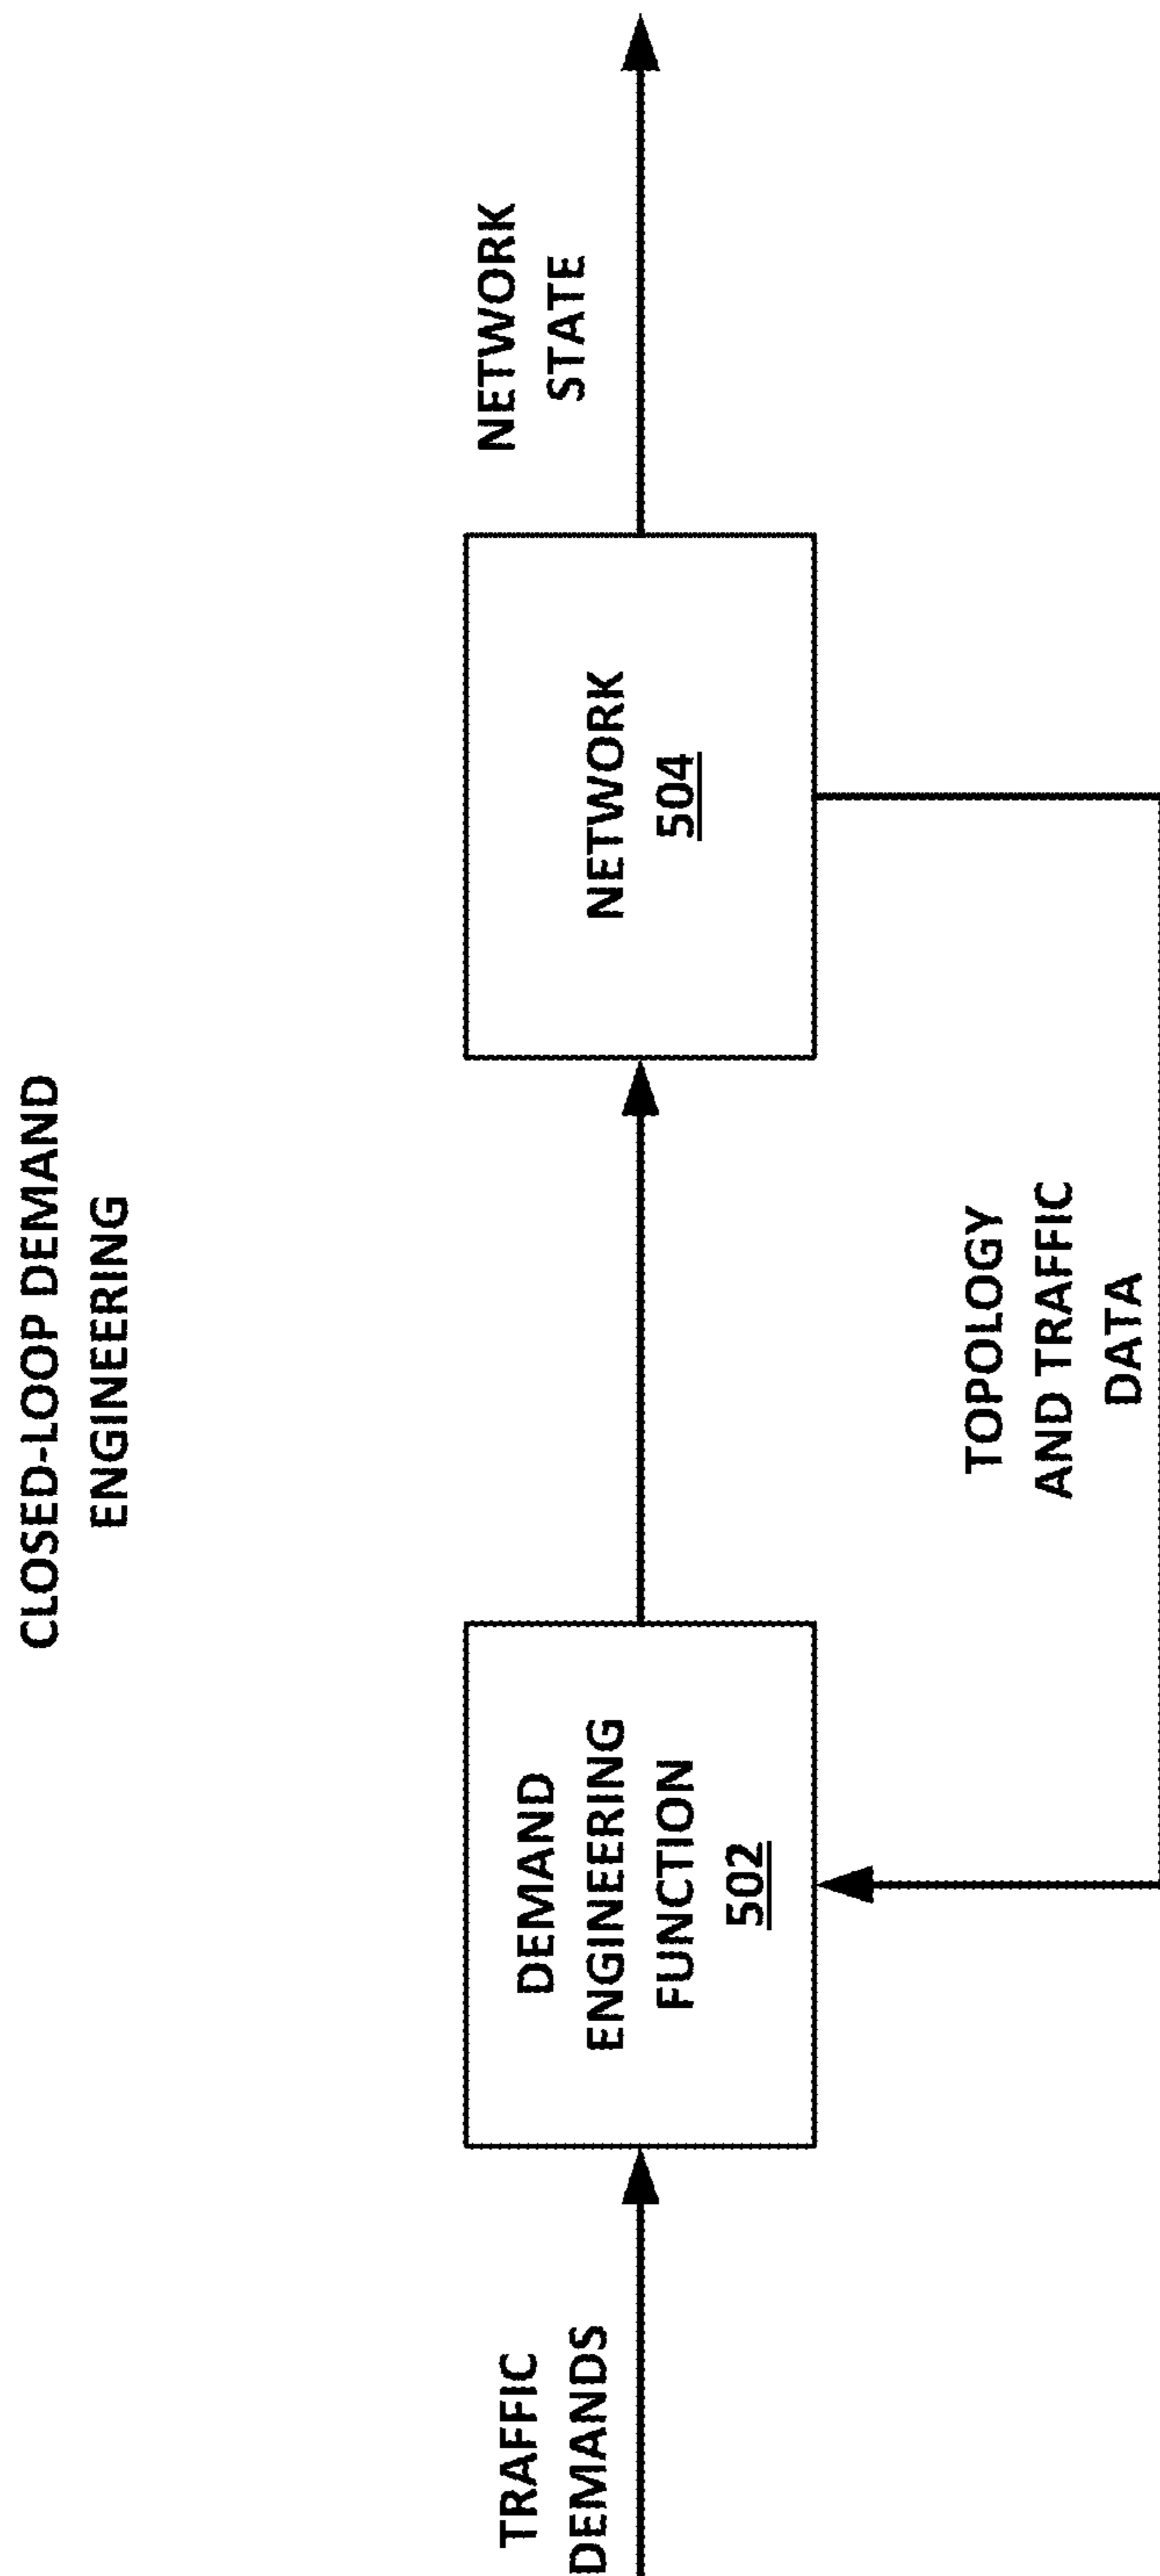 CLOSED-LOOP DEMAND
ENGINEERING
TRAFFIC
DEMANDS
DEMAND
ENGINEERING
FUNCTION
502
NETWORK
504
NETWORK
STATE
TOPOLOGY
AND TRAFFIC
DATA